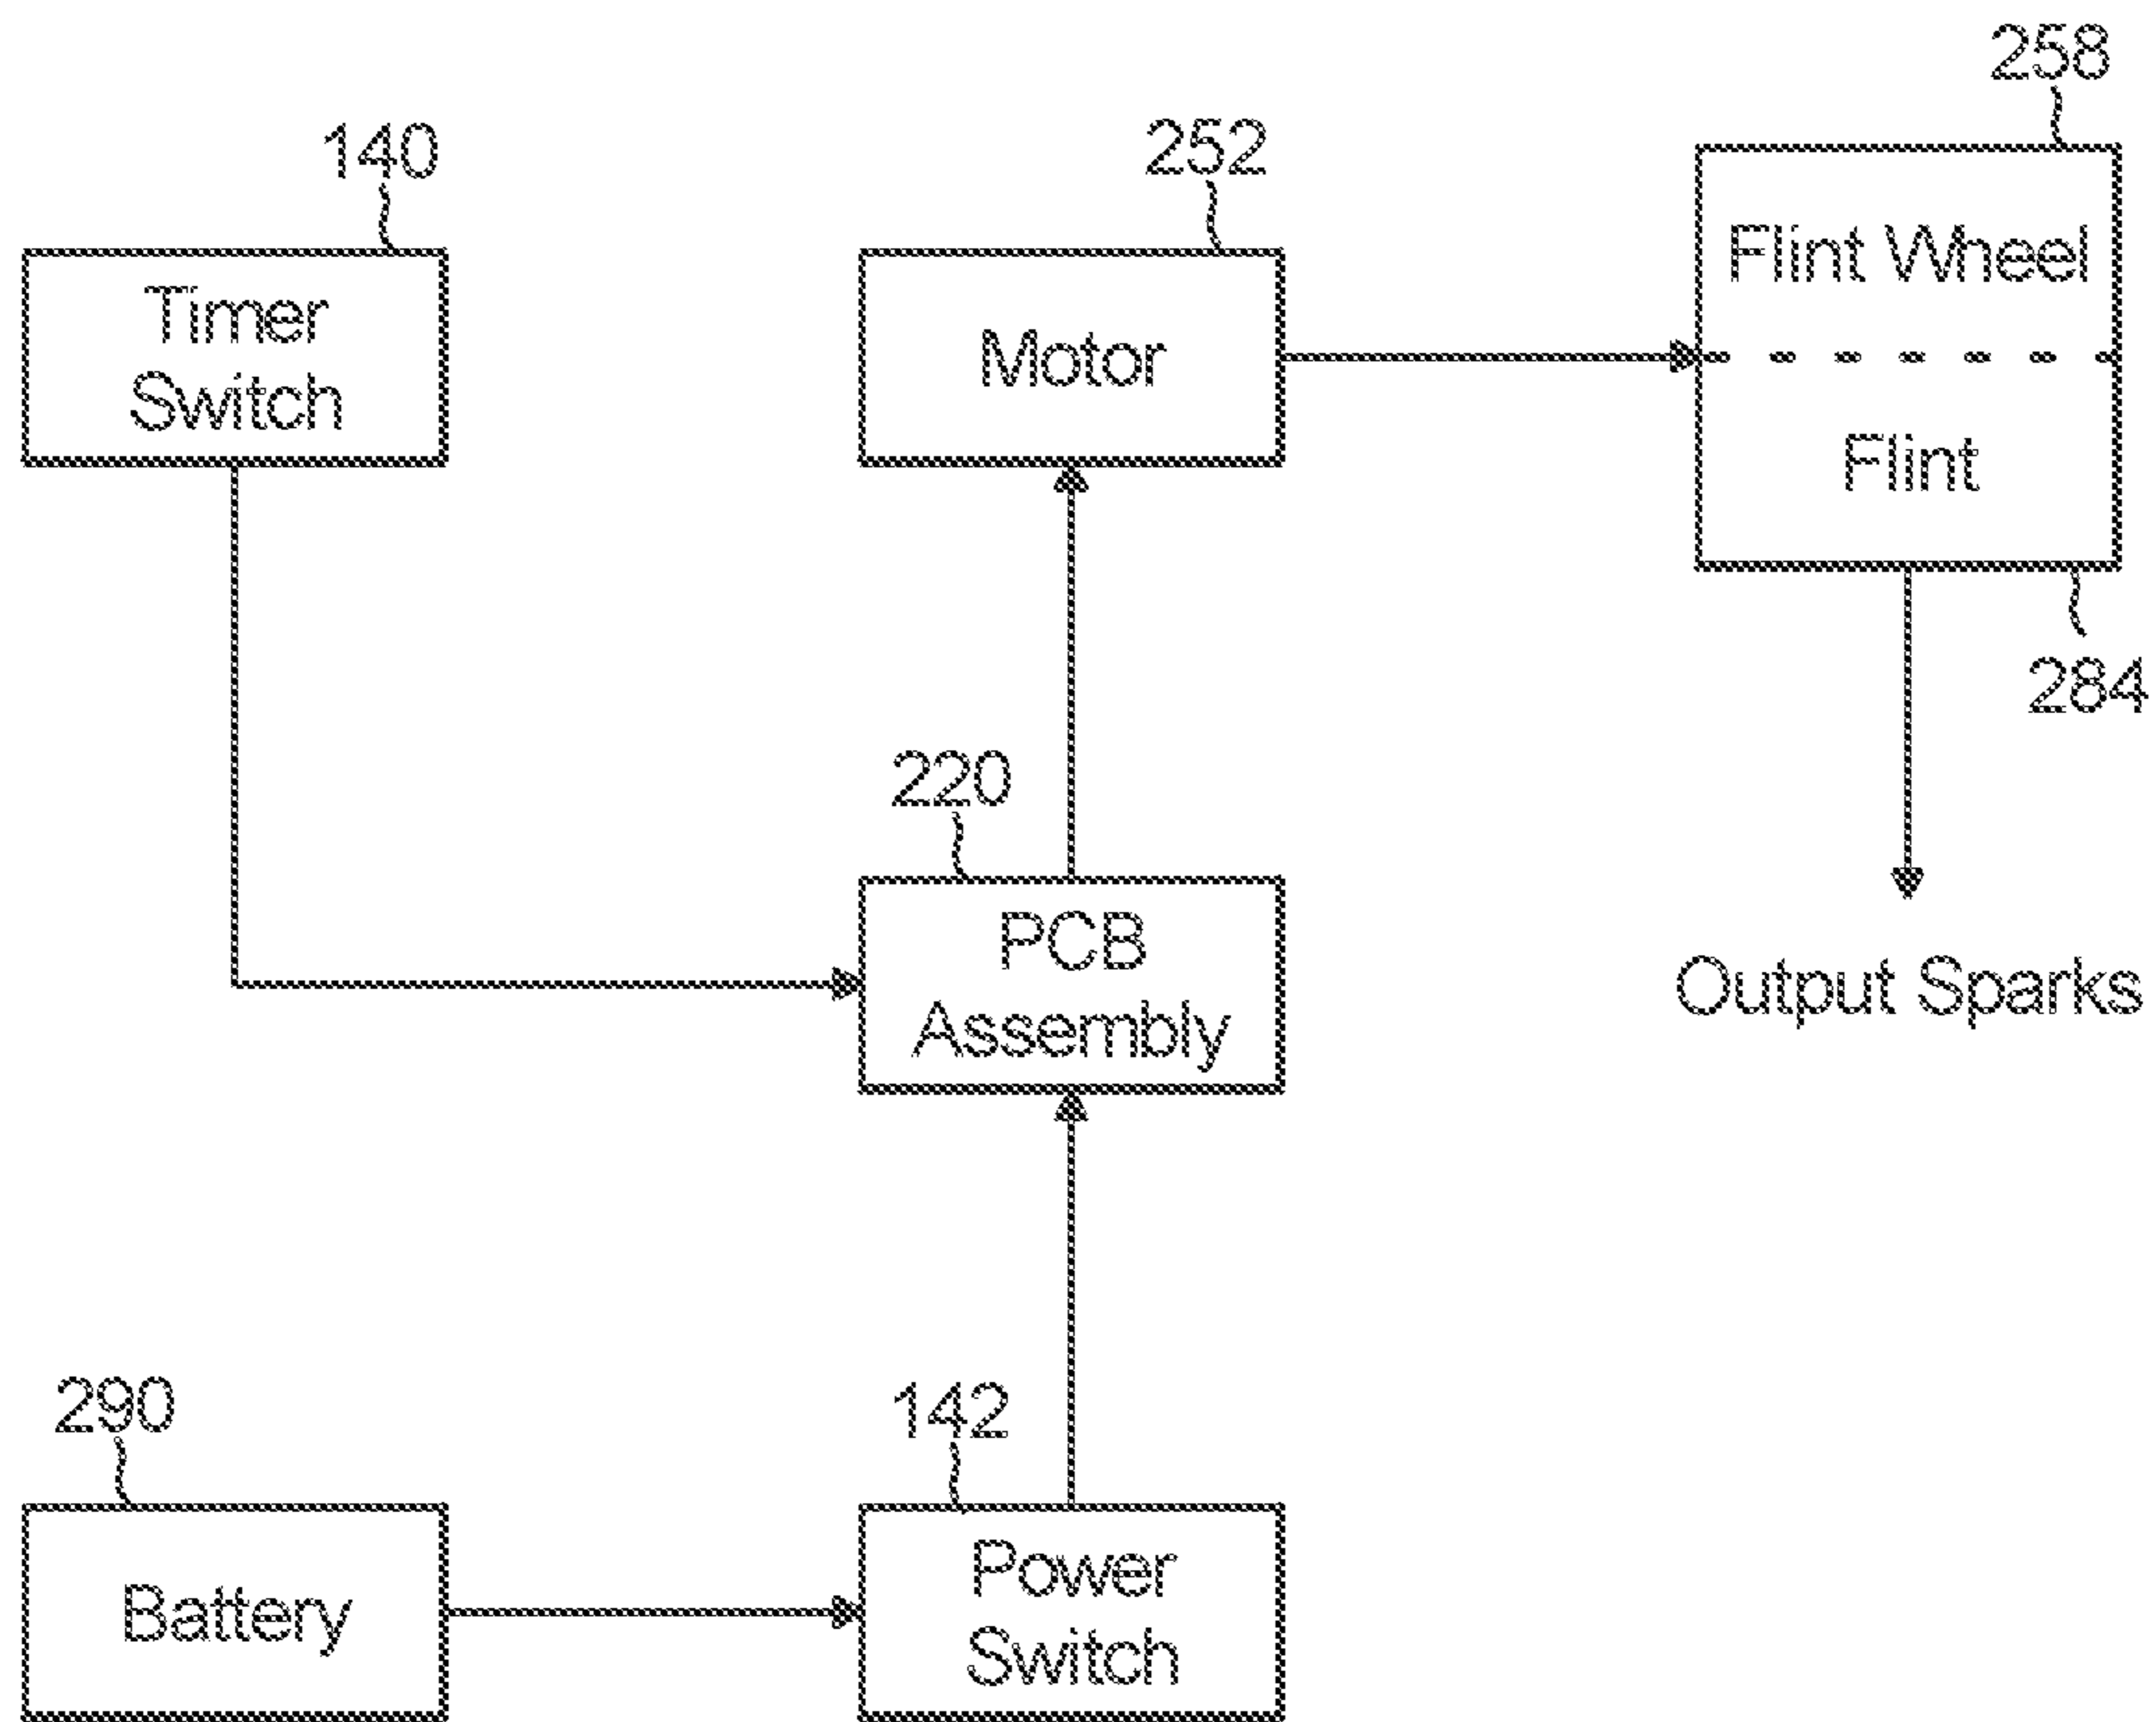 258
140
252
Timer
Switch
Motor
Flint Wheel
Flint
284
220
PCB
Assembly
Output Sparks
290
142
Battery
Power
Switch